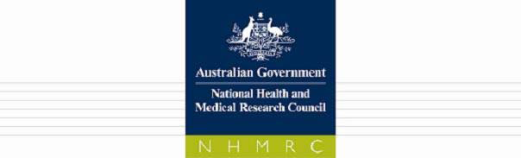 Australian Government
National Health and
Medical Research Council
N H M R C